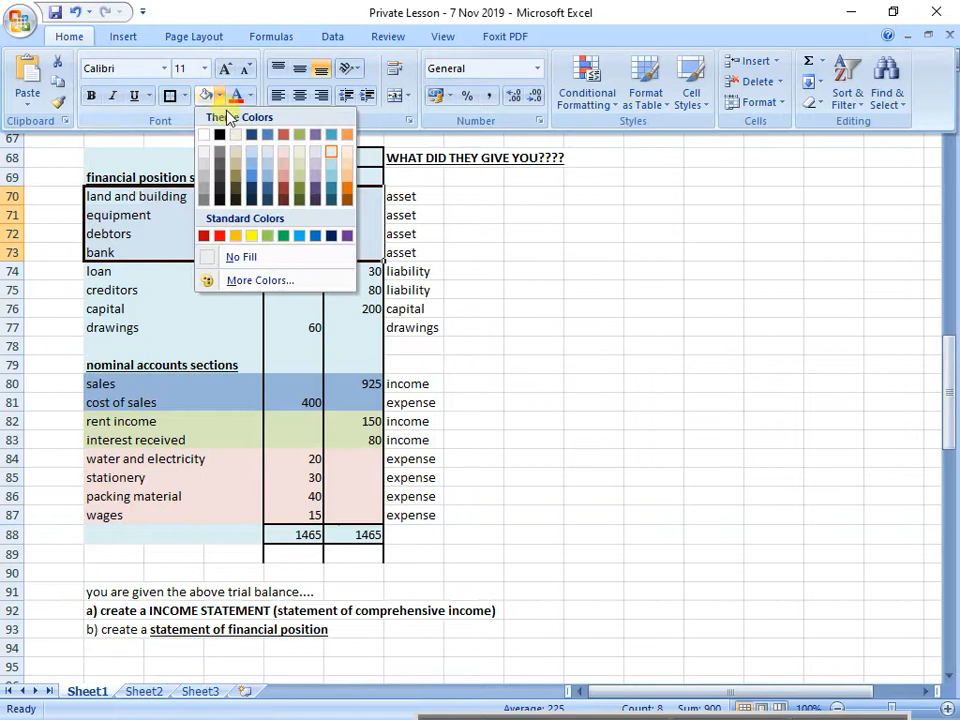 Private Lesson - 7 Nov 2019 - Microsoft Excel
Home Insert Page Layout Formulas Data Review View Foxit PDF
Paste Calibri 11 General Insert Delete Format
B I U A % , Conditional Formatting Format as Table Cell Styles Σ Sort & Filter Find & Select
Clipboard Font Number Styles Cells Editing
Theme Colors
Standard Colors
No Fill
More Colors...
67
68 WHAT DID THEY GIVE YOU????
69 financial position s
70 land and building asset
71 equipment asset
72 debtors asset
73 bank asset
74 loan 30 liability
75 creditors 80 liability
76 capital 200 capital
77 drawings 60 drawings
78
79 nominal accounts sections
80 sales 925 income
81 cost of sales 400 expense
82 rent income 150 income
83 interest received 80 income
84 water and electricity 20 expense
85 stationery 30 expense
86 packing material 40 expense
87 wages 15 expense
88 1465 1465
89
90
91 you are given the above trial balance....
92 a) create a INCOME STATEMENT (statement of comprehensive income)
93 b) create a statement of financial position
94
95
Sheet1 Sheet2 Sheet3
Ready Average: 225 Count: 8 Sum: 900 100%